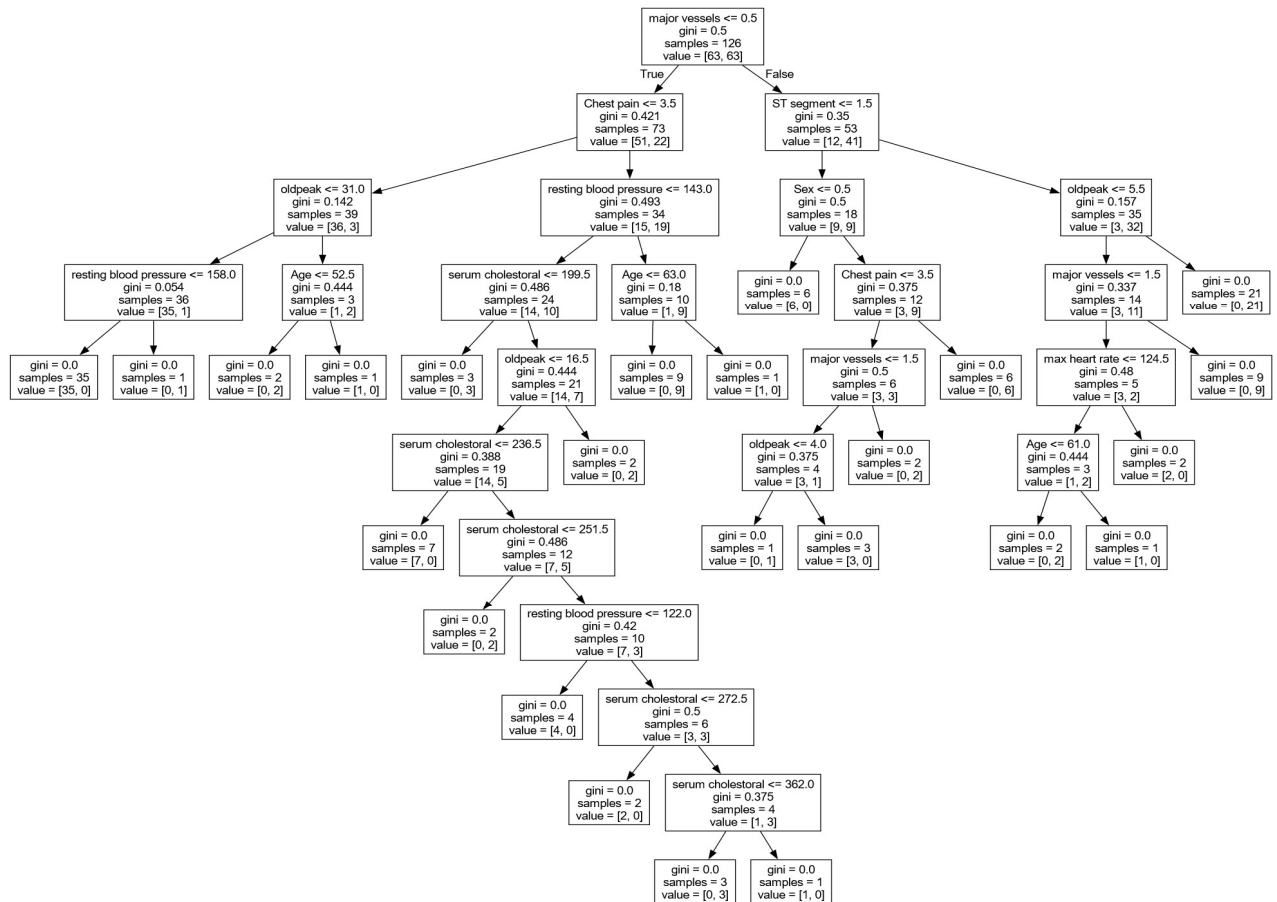 major vessels <= 0.5
gini = 0.5
samples = 126
value = [63, 63]
True
False
Chest pain <= 3.5
gini = 0.421
samples = 73
value = [51, 22]
ST segment <= 1.5
gini = 0.35
samples = 53
value = [12, 41]
oldpeak <= 31.0
gini = 0.142
samples = 39
value = [36, 3]
resting blood pressure <= 143.0
gini = 0.493
samples = 34
value = [15, 19]
Sex <= 0.5
gini = 0.5
samples = 18
value = [9, 9]
oldpeak <= 5.5
gini = 0.157
samples = 35
value = [3, 32]
resting blood pressure <= 158.0
gini = 0.054
samples = 36
value = [35, 1]
Age <= 52.5
gini = 0.444
samples = 3
value = [1, 2]
serum cholestoral <= 199.5
gini = 0.486
samples = 24
value = [14, 10]
Age <= 63.0
gini = 0.18
samples = 10
value = [1, 9]
gini = 0.0
samples = 6
value = [6, 0]
Chest pain <= 3.5
gini = 0.375
samples = 12
value = [3, 9]
major vessels <= 1.5
gini = 0.337
samples = 14
value = [3, 11]
gini = 0.0
samples = 21
value = [0, 21]
gini = 0.0
samples = 35
value = [35, 0]
gini = 0.0
samples = 1
value = [0, 1]
gini = 0.0
samples = 2
value = [0, 2]
gini = 0.0
samples = 1
value = [1, 0]
gini = 0.0
samples = 3
value = [0, 3]
oldpeak <= 16.5
gini = 0.444
samples = 21
value = [14, 7]
gini = 0.0
samples = 9
value = [0, 9]
gini = 0.0
samples = 1
value = [1, 0]
major vessels <= 1.5
gini = 0.5
samples = 6
value = [3, 3]
gini = 0.0
samples = 6
value = [0, 6]
max heart rate <= 124.5
gini = 0.48
samples = 5
value = [3, 2]
gini = 0.0
samples = 9
value = [0, 9]
serum cholestoral <= 236.5
gini = 0.388
samples = 19
value = [14, 5]
gini = 0.0
samples = 2
value = [0, 2]
oldpeak <= 4.0
gini = 0.375
samples = 4
value = [3, 1]
gini = 0.0
samples = 2
value = [0, 2]
Age <= 61.0
gini = 0.444
samples = 3
value = [1, 2]
gini = 0.0
samples = 2
value = [2, 0]
gini = 0.0
samples = 7
value = [7, 0]
serum cholestoral <= 251.5
gini = 0.486
samples = 12
value = [7, 5]
gini = 0.0
samples = 1
value = [0, 1]
gini = 0.0
samples = 3
value = [3, 0]
gini = 0.0
samples = 2
value = [0, 2]
gini = 0.0
samples = 1
value = [1, 0]
gini = 0.0
samples = 2
value = [0, 2]
resting blood pressure <= 122.0
gini = 0.42
samples = 10
value = [7, 3]
gini = 0.0
samples = 4
value = [4, 0]
serum cholestoral <= 272.5
gini = 0.5
samples = 6
value = [3, 3]
gini = 0.0
samples = 2
value = [2, 0]
serum cholestoral <= 362.0
gini = 0.375
samples = 4
value = [1, 3]
gini = 0.0
samples = 3
value = [0, 3]
gini = 0.0
samples = 1
value = [1, 0]